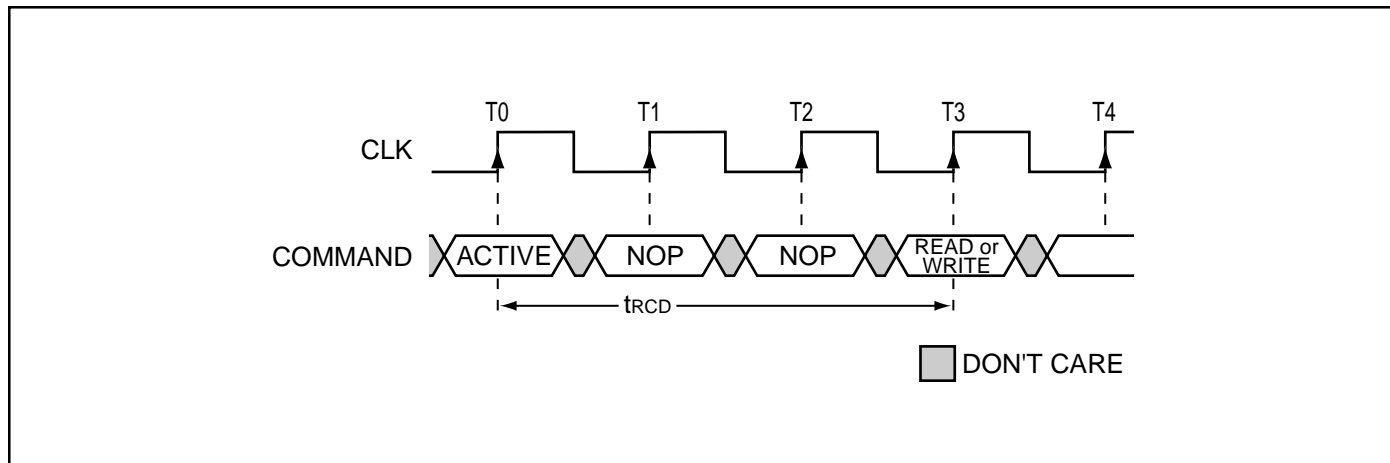 T0 T1 T2 T3 T4
CLK
COMMAND ACTIVE NOP NOP READ or
WRITE
tRCD
DON'T CARE